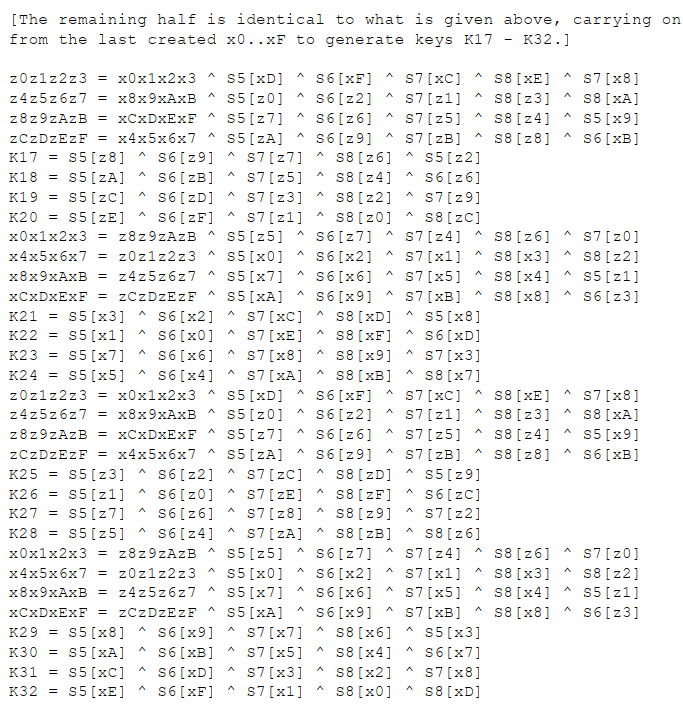 [The remaining half is identical to what is given above, carrying on
from the last created x0..xF to generate keys K17 - K32.]
z0z1z2z3 = x0x1x2x3 ^ S5[xD] ^ S6[xF] ^ S7[xC] ^ S8[xE] ^ S7[x8]
z4z5z6z7 = x8x9xAxB ^ S5[z0] ^ S6[z2] ^ S7[z1] ^ S8[z3] ^ S8[xA]
z8z9zAzB = xCxDxExF ^ S5[z7] ^ S6[z6] ^ S7[z5] ^ S8[z4] ^ S5[x9]
zCzDzEzF = x4x5x6x7 ^ S5[zA] ^ S6[z9] ^ S7[zB] ^ S8[z8] ^ S6[xB]
K17 = S5[z8] ^ S6[z9] ^ S7[z7] ^ S8[z6] ^ S5[z2]
K18 = S5[zA] ^ S6[zB] ^ S7[z5] ^ S8[z4] ^ S6[z6]
K19 = S5[zC] ^ S6[zD] ^ S7[z3] ^ S8[z2] ^ S7[z9]
K20 = S5[zE] ^ S6[zF] ^ S7[z1] ^ S8[z0] ^ S8[zC]
x0x1x2x3 = z8z9zAzB ^ S5[z5] ^ S6[z7] ^ S7[z4] ^ S8[z6] ^ S7[z0]
x4x5x6x7 = z0z1z2z3 ^ S5[x0] ^ S6[x2] ^ S7[x1] ^ S8[x3] ^ S8[z2]
x8x9xAxB = z4z5z6z7 ^ S5[x7] ^ S6[x6] ^ S7[x5] ^ S8[x4] ^ S5[z1]
xCxDxExF = zCzDzEzF ^ S5[xA] ^ S6[x9] ^ S7[xB] ^ S8[x8] ^ S6[z3]
K21 = S5[x3] ^ S6[x2] ^ S7[xC] ^ S8[xD] ^ S5[x8]
K22 = S5[x1] ^ S6[x0] ^ S7[xE] ^ S8[xF] ^ S6[xD]
K23 = S5[x7] ^ S6[x6] ^ S7[x8] ^ S8[x9] ^ S7[x3]
K24 = S5[x5] ^ S6[x4] ^ S7[xA] ^ S8[xB] ^ S8[x7]
z0z1z2z3 = x0x1x2x3 ^ S5[xD] ^ S6[xF] ^ S7[xC] ^ S8[xE] ^ S7[x8]
z4z5z6z7 = x8x9xAxB ^ S5[z0] ^ S6[z2] ^ S7[z1] ^ S8[z3] ^ S8[xA]
z8z9zAzB = xCxDxExF ^ S5[z7] ^ S6[z6] ^ S7[z5] ^ S8[z4] ^ S5[x9]
zCzDzEzF = x4x5x6x7 ^ S5[zA] ^ S6[z9] ^ S7[zB] ^ S8[z8] ^ S6[xB]
K25 = S5[z3] ^ S6[z2] ^ S7[zC] ^ S8[zD] ^ S5[z9]
K26 = S5[z1] ^ S6[z0] ^ S7[zE] ^ S8[zF] ^ S6[zC]
K27 = S5[z7] ^ S6[z6] ^ S7[z8] ^ S8[z9] ^ S7[z2]
K28 = S5[z5] ^ S6[z4] ^ S7[zA] ^ S8[zB] ^ S8[z6]
x0x1x2x3 = z8z9zAzB ^ S5[z5] ^ S6[z7] ^ S7[z4] ^ S8[z6] ^ S7[z0]
x4x5x6x7 = z0z1z2z3 ^ S5[x0] ^ S6[x2] ^ S7[x1] ^ S8[x3] ^ S8[z2]
x8x9xAxB = z4z5z6z7 ^ S5[x7] ^ S6[x6] ^ S7[x5] ^ S8[x4] ^ S5[z1]
xCxDxExF = zCzDzEzF ^ S5[xA] ^ S6[x9] ^ S7[xB] ^ S8[x8] ^ S6[z3]
K29 = S5[x8] ^ S6[x9] ^ S7[x7] ^ S8[x6] ^ S5[x3]
K30 = S5[xA] ^ S6[xB] ^ S7[x5] ^ S8[x4] ^ S6[x7]
K31 = S5[xC] ^ S6[xD] ^ S7[x3] ^ S8[x2] ^ S7[x8]
K32 = S5[xE] ^ S6[xF] ^ S7[x1] ^ S8[x0] ^ S8[xD]